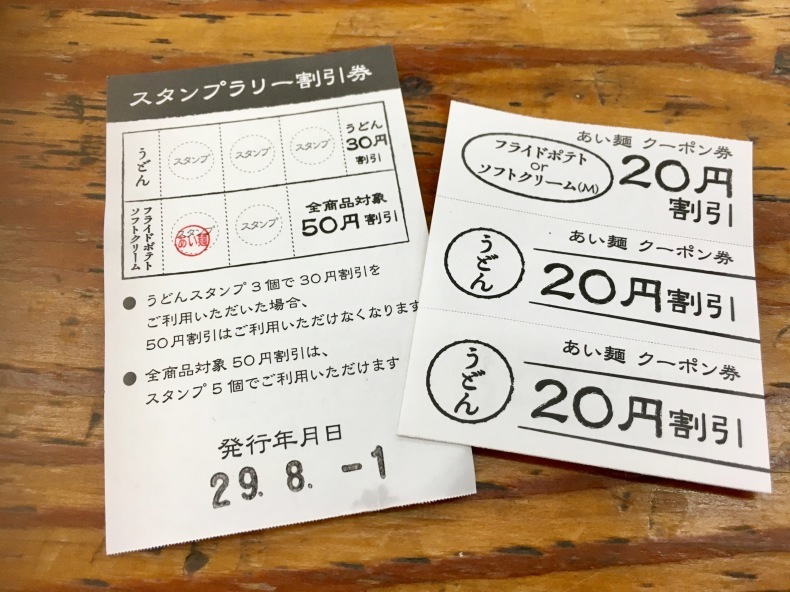 スタンプラリー割引券
うどん
スタンプ
スタンプ
スタンプ
うどん
30円
割引
フライドポテト
ソフトクリーム
スタンプ
あい麺
スタンプ
全商品対象
50円割引
● うどんスタンプ3個で30円割引を
ご利用いただいた場合、
50円割引はご利用いただけなくなります
● 全商品対象50円割引は、
スタンプ5個でご利用いただけます
発行年月日
29. 8. -1
あい麺 クーポン券
フライドポテト
or
ソフトクリーム(M)
20円
割引
あい麺 クーポン券
うどん
20円割引
あい麺 クーポン券
うどん
20円割引